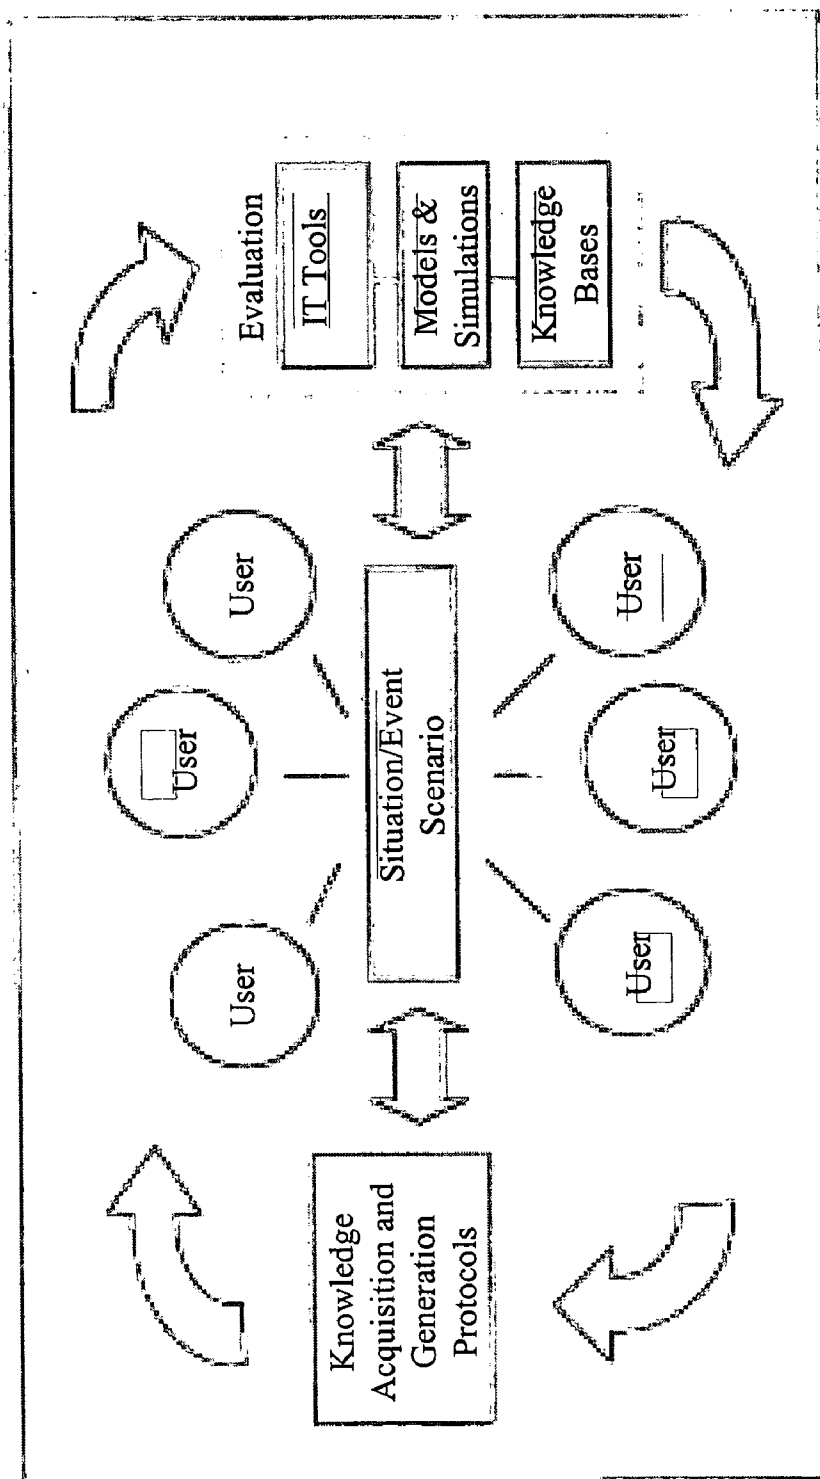 Knowledge
Acquisition and
Generation
Protocols
User
User
User
Situation/Event
Scenario
User
User
User
Evaluation
IT Tools
Models &
Simulations
Knowledge
Bases